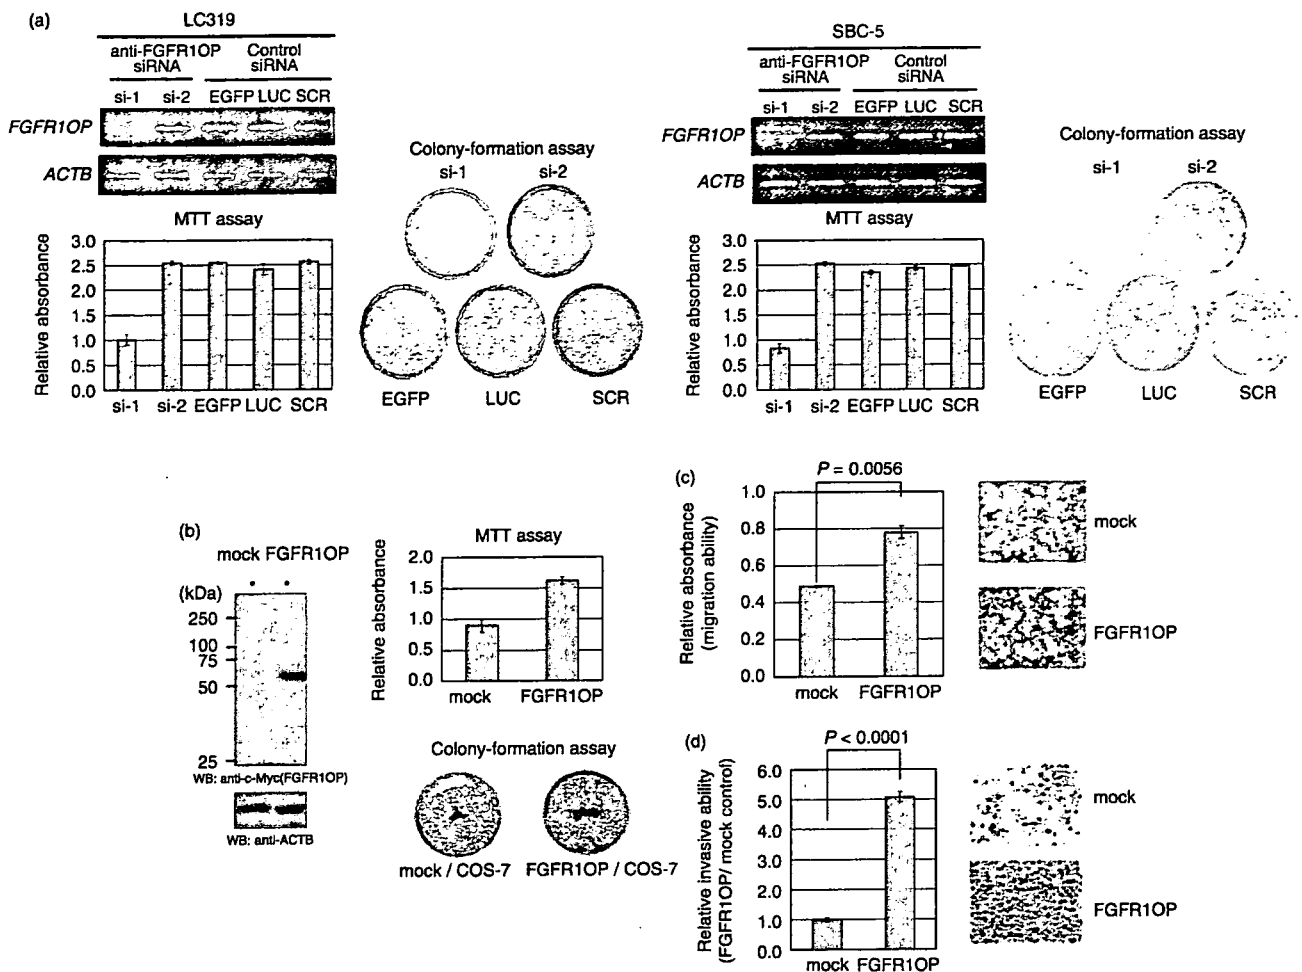 (a)
LC319
anti-FGFR1OP siRNA
Control siRNA
si-1 si-2 EGFP LUC SCR
FGFR1OP
ACTB
MTT assay
Relative absorbance
3.0
2.5
2.0
1.5
1.0
0.5
0.0
si-1 si-2 EGFP LUC SCR
Colony-formation assay
si-1 si-2
EGFP LUC SCR
SBC-5
anti-FGFR1OP siRNA
Control siRNA
si-1 si-2 EGFP LUC SCR
FGFR1OP
ACTB
MTT assay
Relative absorbance
3.0
2.5
2.0
1.5
1.0
0.5
0.0
si-1 si-2 EGFP LUC SCR
Colony-formation assay
si-1 si-2
EGFP LUC SCR
(b)
mock FGFR1OP
(kDa)
250
100
75
50
25
WB: anti-c-Myc(FGFR1OP)
WB: anti-ACTB
MTT assay
Relative absorbance
2.0
1.5
1.0
0.5
0.0
mock FGFR1OP
Colony-formation assay
mock / COS-7 FGFR1OP / COS-7
(c)
P = 0.0056
Relative absorbance
(migration ability)
1.0
0.8
0.6
0.4
0.2
0.0
mock FGFR1OP
mock
FGFR1OP
(d)
P < 0.0001
Relative invasive ability
(FGFR1OP/ mock control)
6.0
5.0
4.0
3.0
2.0
1.0
0.0
mock FGFR1OP
mock
FGFR1OP